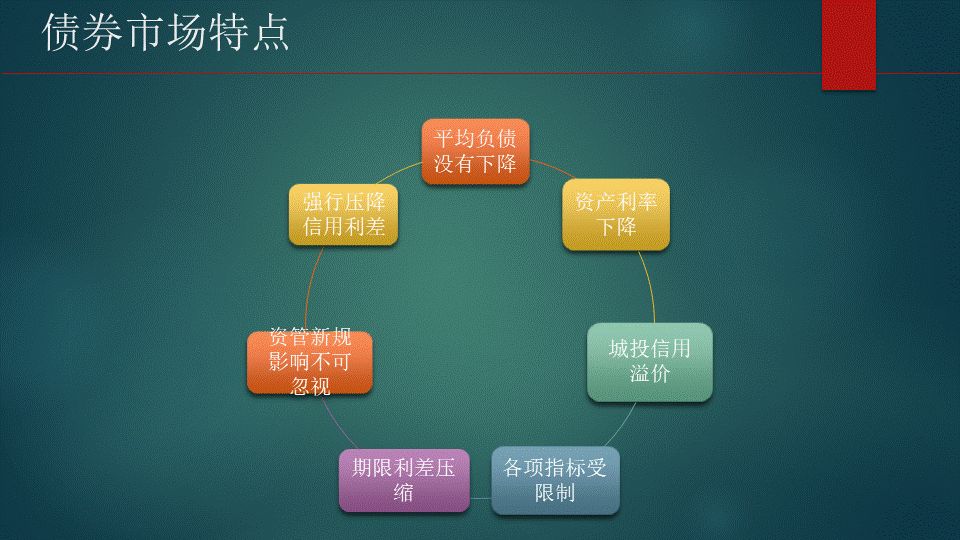 债券市场特点
平均负债
没有下降
资产利率
下降
城投信用
溢价
各项指标受
限制
期限利差压
缩
资管新规
影响不可
忽视
强行压降
信用利差